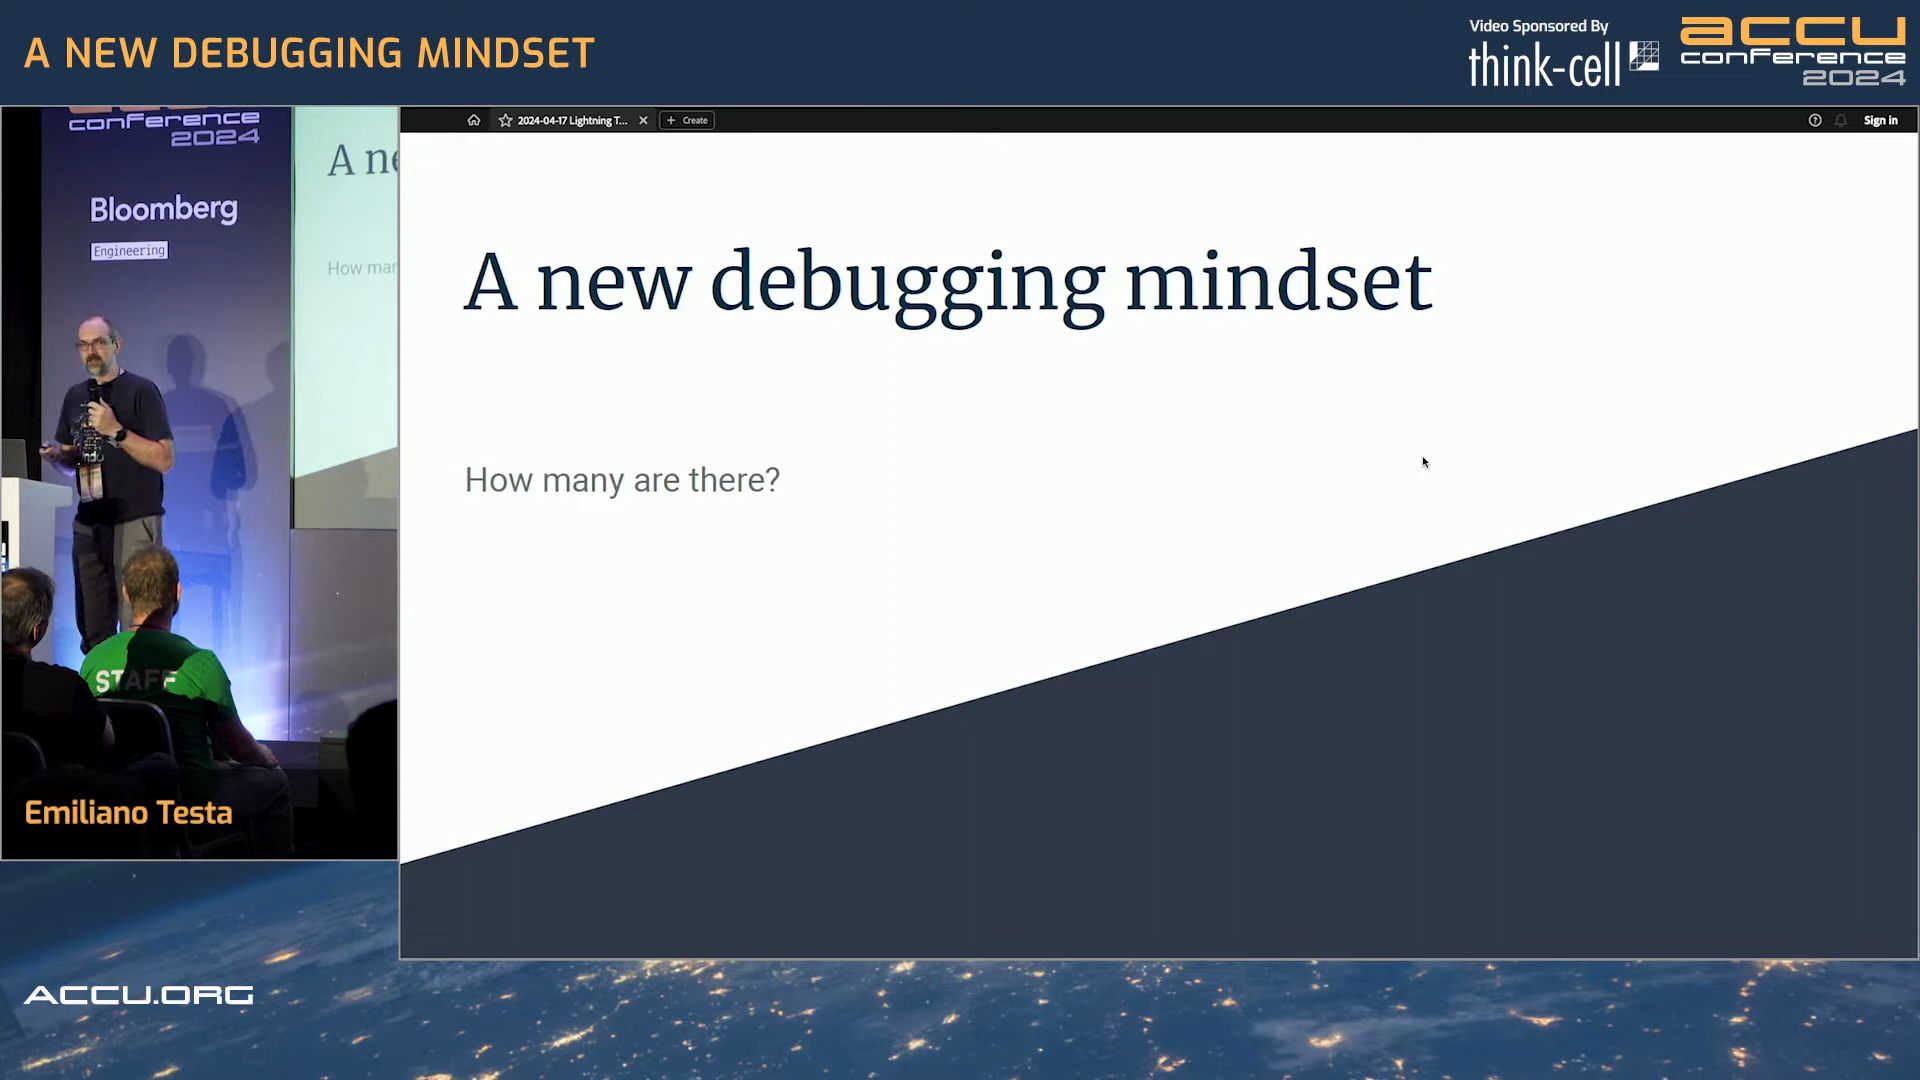 A NEW DEBUGGING MINDSET
Video Sponsored By
think-cell
accu
conference
2024
conference
2024
Bloomberg
Engineering
A ne
How man
STAFF
Emiliano Testa
2024-04-17 Lightning T...
+ Create
Sign in
A new debugging mindset
How many are there?
ACCU.ORG